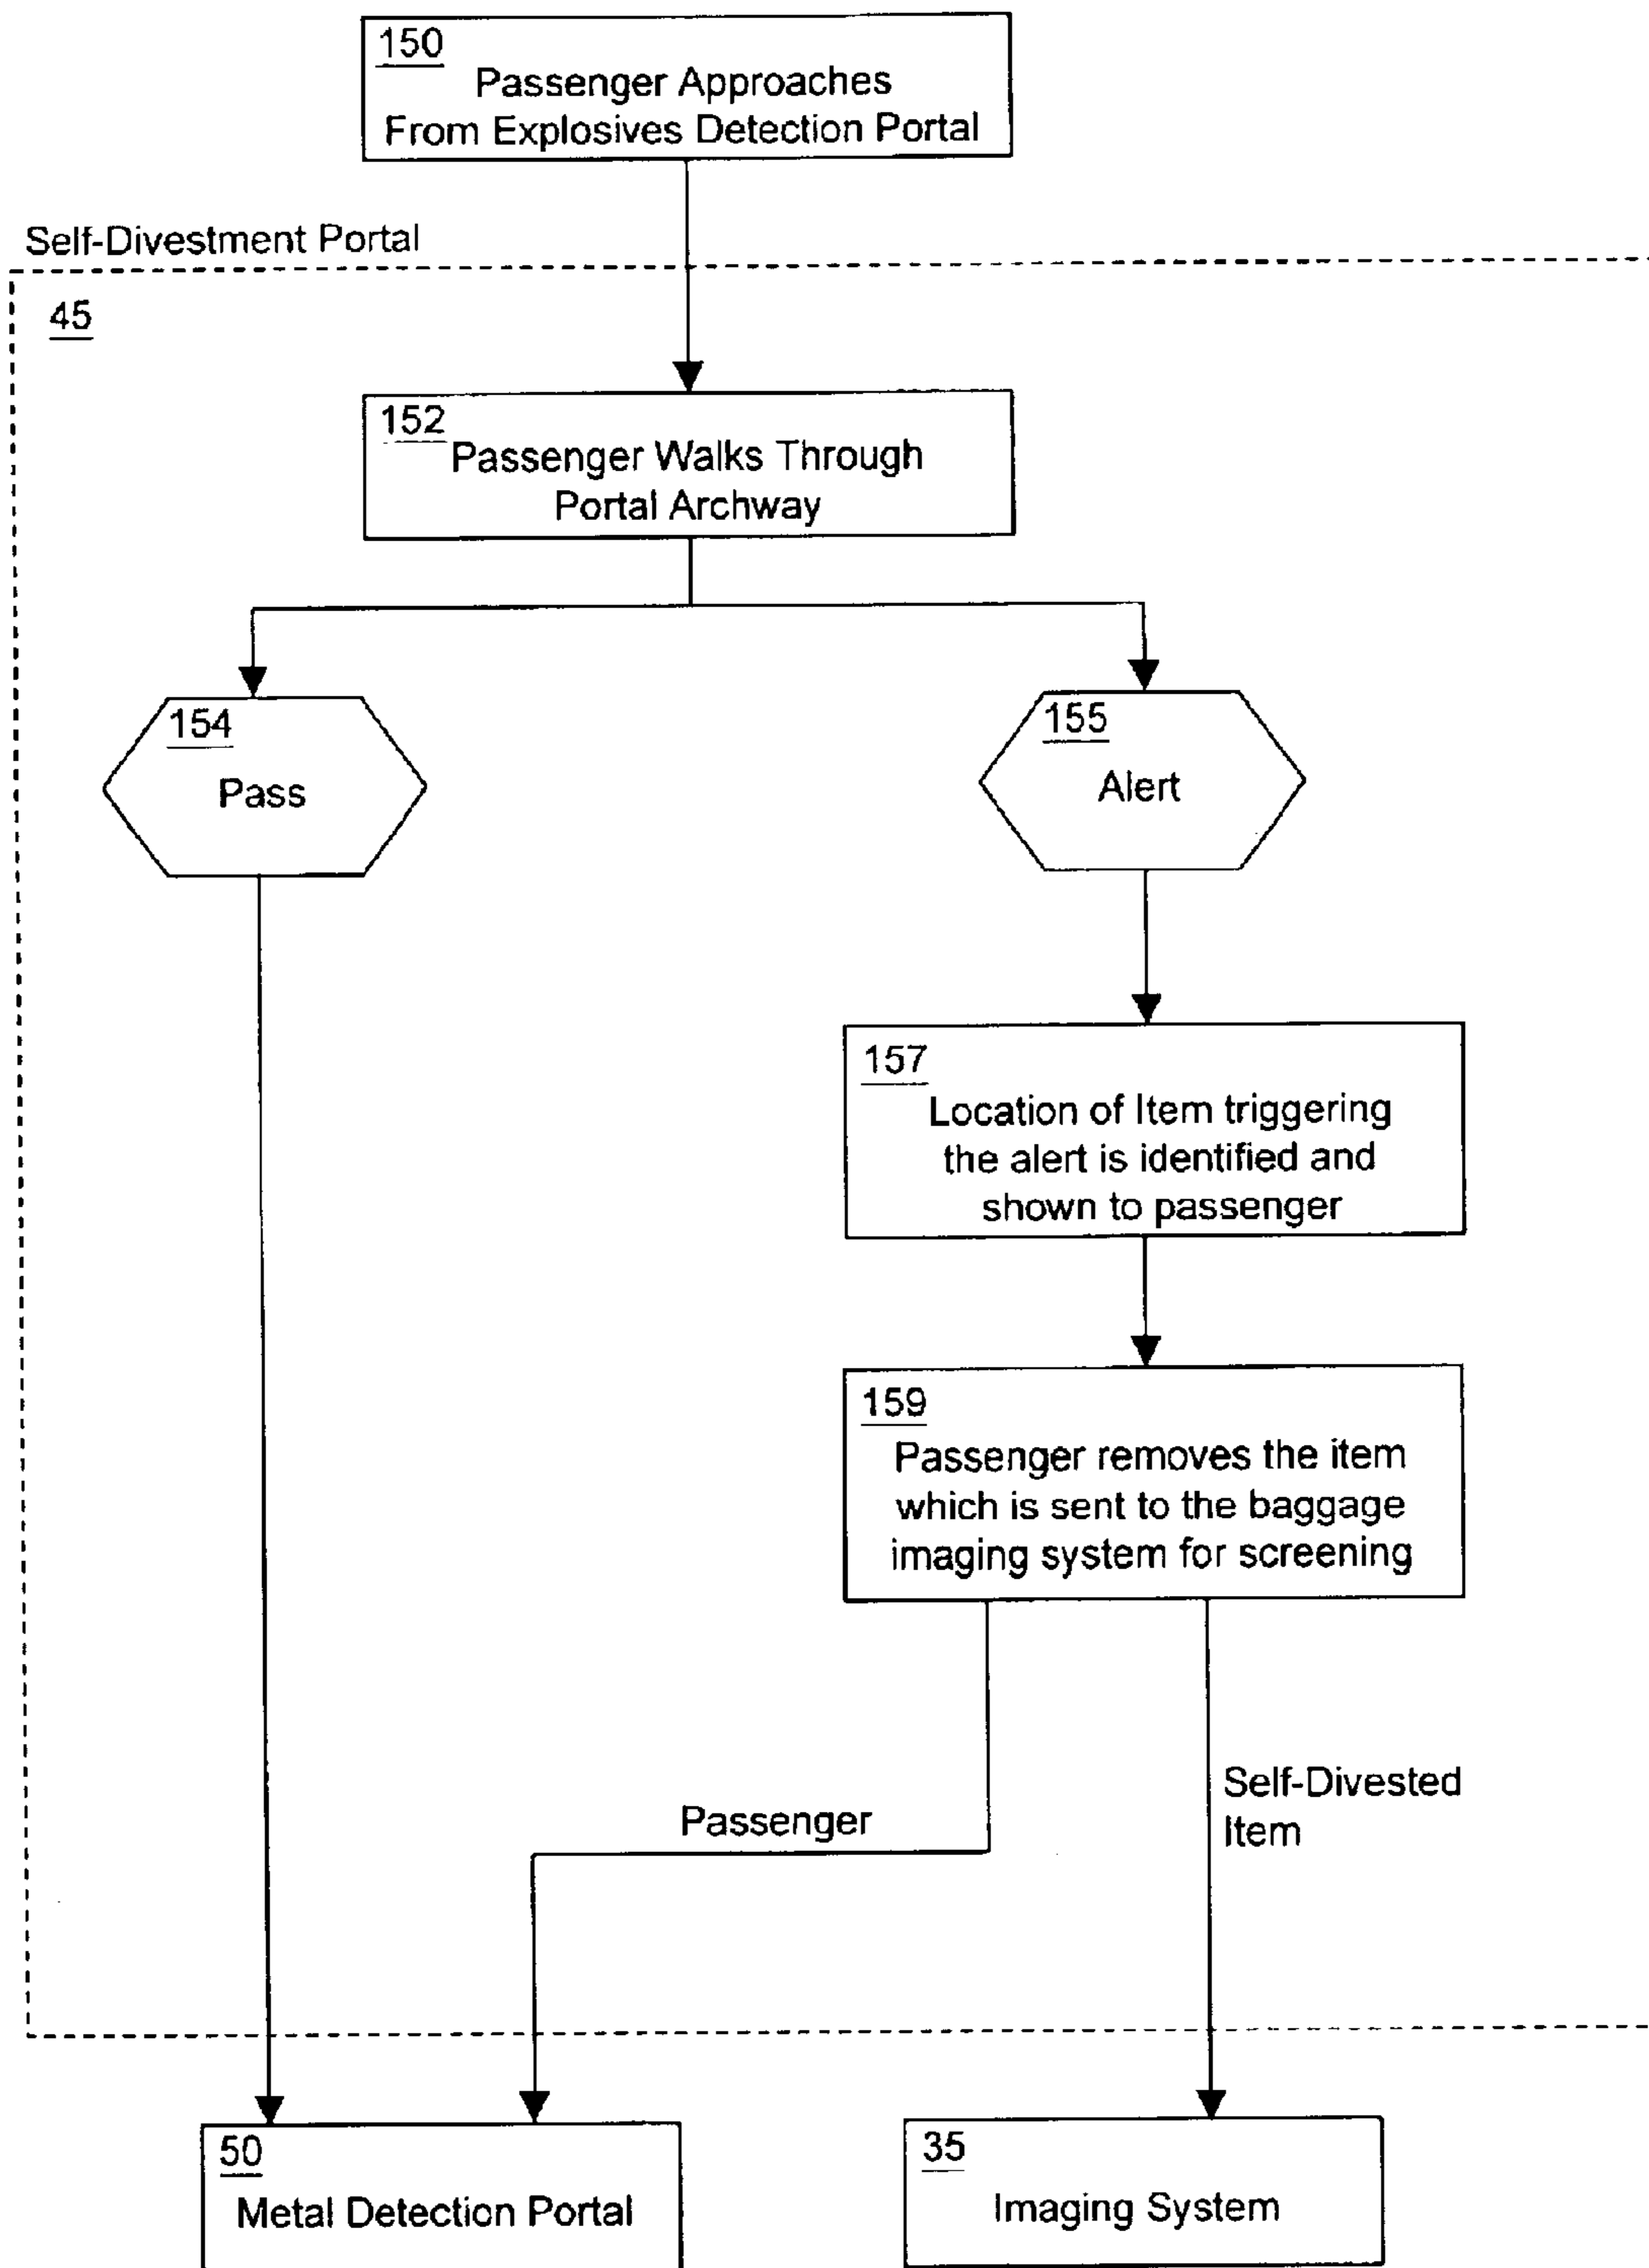 150
Passenger Approaches
From Explosives Detection Portal
Self-Divestment Portal
45
152
Passenger Walks Through
Portal Archway
154
Pass
155
Alert
157
Location of Item triggering
the alert is identified and
shown to passenger
159
Passenger removes the item
which is sent to the baggage
imaging system for screening
Passenger
Self-Divested
Item
50
Metal Detection Portal
35
Imaging System